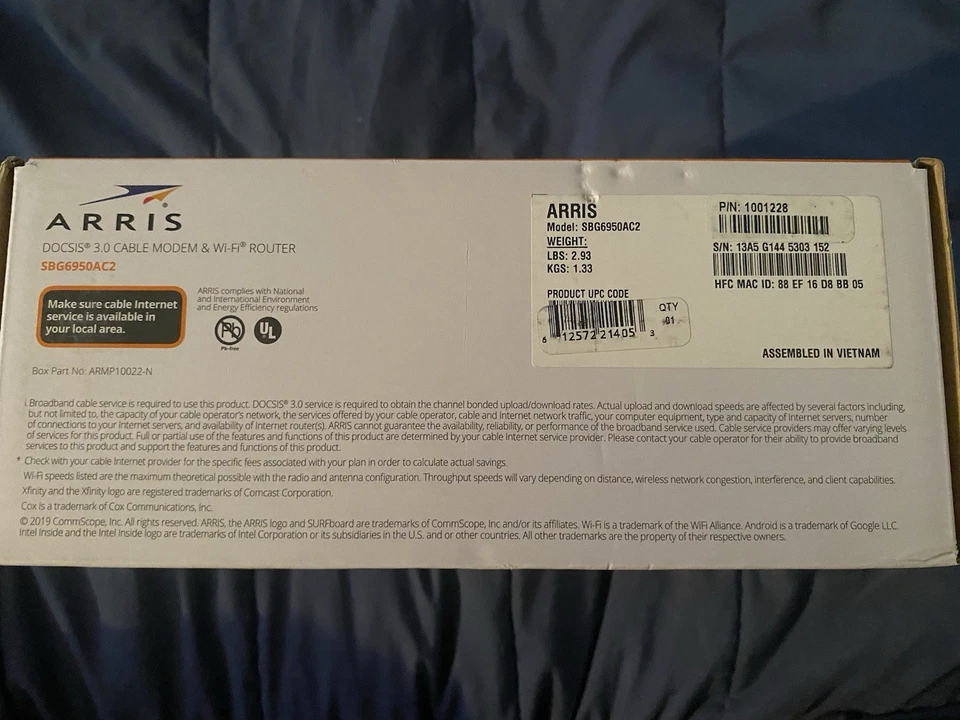 ARRIS
DOCSIS® 3.0 CABLE MODEM & Wi-Fi® ROUTER
SBG6950AC2
Make sure cable Internet
service is available in
your local area.
ARRIS complies with National
and International Environment
and Energy Efficiency regulations
Pb
Pb-free
UL
Box Part No: ARMP10022-N
ARRIS
Model: SBG6950AC2
WEIGHT:
LBS: 2.93
KGS: 1.33
PRODUCT UPC CODE
6 12572 21405 3
QTY
01
P/N: 1001228
S/N: 13A5 G144 5303 152
HFC MAC ID: 88 EF 16 D8 BB 05
ASSEMBLED IN VIETNAM
i. Broadband cable service is required to use this product. DOCSIS® 3.0 service is required to obtain the channel bonded upload/download rates. Actual upload and download speeds are affected by several factors including,
but not limited to, the capacity of your cable operator's network, the services offered by your cable operator, cable and Internet network traffic, your computer equipment, type and capacity of Internet servers, number
of connections to your Internet servers, and availability of Internet router(s). ARRIS cannot guarantee the availability, reliability, or performance of the broadband service used. Cable service providers may offer varying levels
of services for this product. Full or partial use of the features and functions of this product are determined by your cable Internet service provider. Please contact your cable operator for their ability to provide broadband
services to this product and support the features and functions of this product.
* Check with your cable Internet provider for the specific fees associated with your plan in order to calculate actual savings.
Wi-Fi speeds listed are the maximum theoretical possible with the radio and antenna configuration. Throughput speeds will vary depending on distance, wireless network congestion, interference, and client capabilities.
Xfinity and the Xfinity logo are registered trademarks of Comcast Corporation.
Cox is a trademark of Cox Communications, Inc.
© 2019 CommScope, Inc. All rights reserved. ARRIS, the ARRIS logo and SURFboard are trademarks of CommScope, Inc and/or its affiliates. Wi-Fi is a trademark of the WiFi Alliance. Android is a trademark of Google LLC.
Intel Inside and the Intel Inside logo are trademarks of Intel Corporation or its subsidiaries in the U.S. and or other countries. All other trademarks are the property of their respective owners.